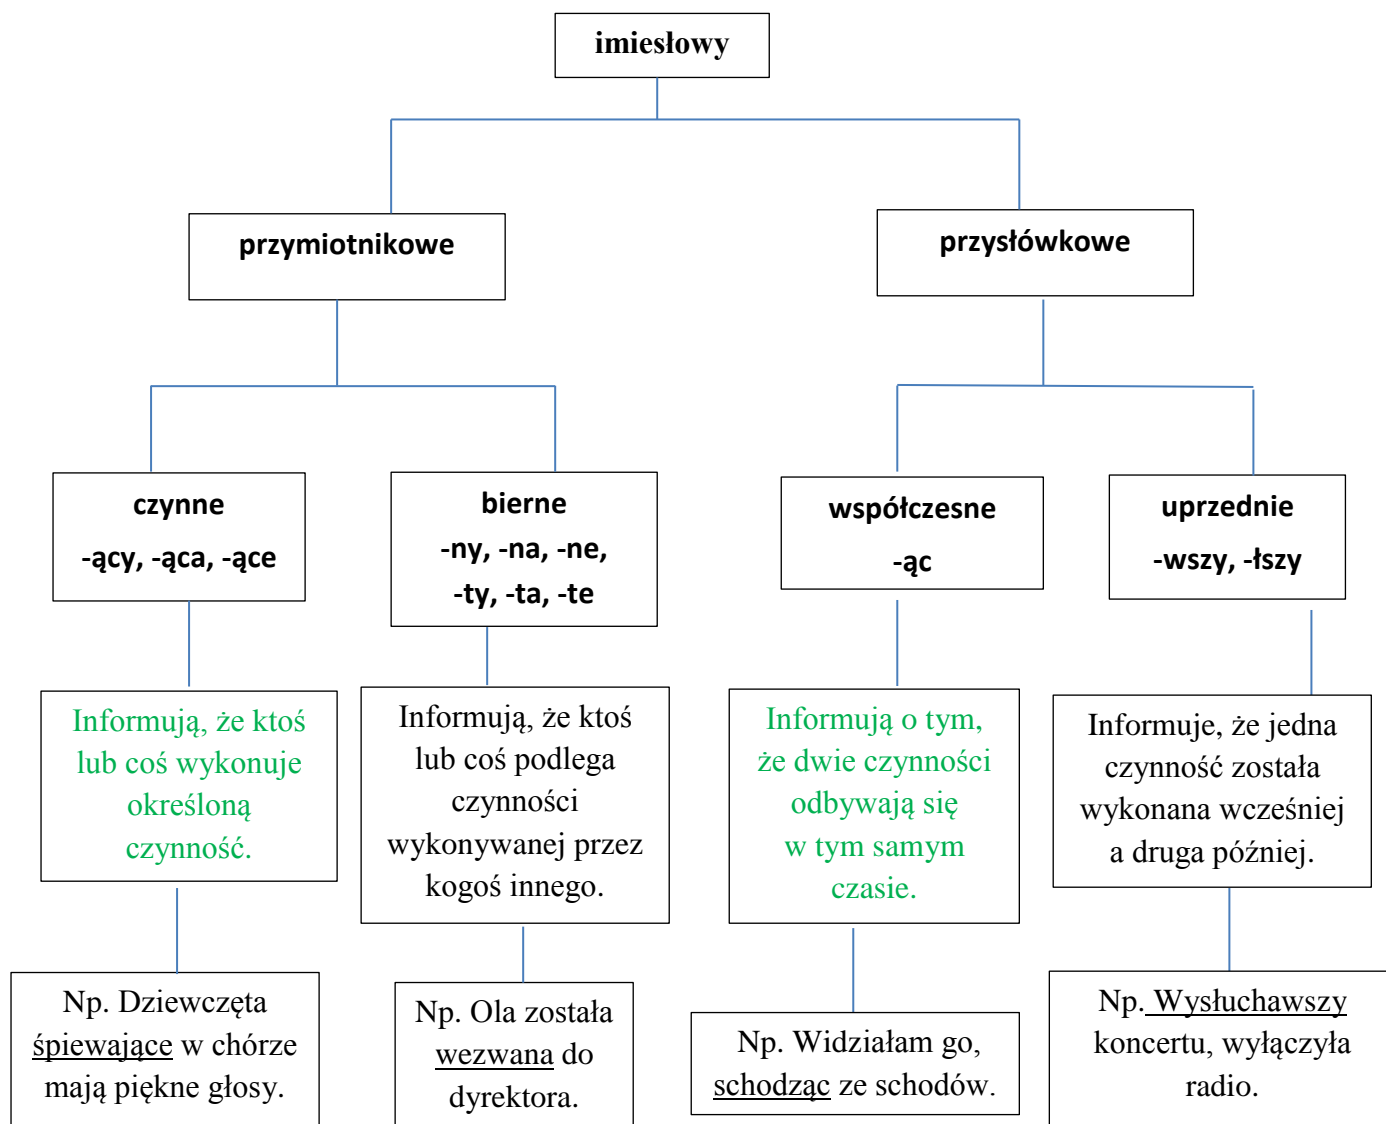 imiesłowy
przymiotnikowe
przysłówkowe
czynne
-ący, -ąca, -ące
bierne
-ny, -na, -ne,
-ty, -ta, -te
współczesne
-ąc
uprzednie
-wszy, -łszy
Informują, że ktoś
lub coś wykonuje
określoną
czynność.
Informują, że ktoś
lub coś podlega
czynności
wykonywanej przez
kogoś innego.
Informują o tym,
że dwie czynności
odbywają się
w tym samym
czasie.
Informuje, że jedna
czynność została
wykonana wcześniej
a druga później.
Np. Dziewczęta
śpiewające w chórze
mają piękne głosy.
Np. Ola została
wezwana do
dyrektora.
Np. Widziałam go,
schodząc ze schodów.
Np. Wysłuchawszy
koncertu, wyłączyła
radio.